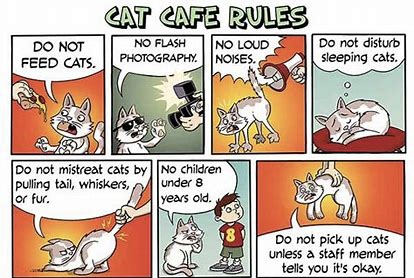 CAT CAFE RULES
DO NOT
FEED CATS.
NO FLASH
PHOTOGRAPHY.
NO LOUD
NOISES.
Do not disturb
sleeping cats.
Do not mistreat cats by
pulling tail, whiskers,
or fur.
No children
under 8
years old.
8
Do not pick up cats
unless a staff member
tells you it's okay.